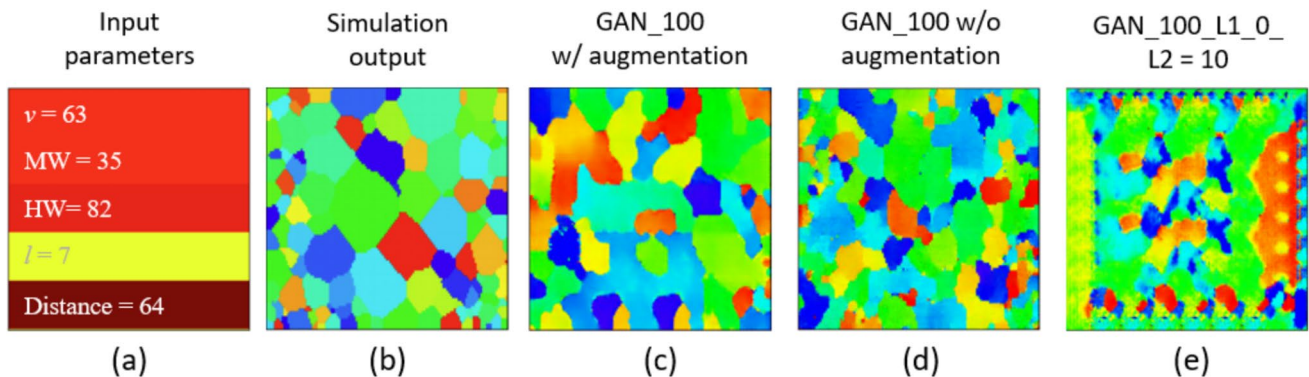 Input
parameters
Simulation
output
GAN_100
w/ augmentation
GAN_100 w/o
augmentation
GAN_100_L1_0_
L2 = 10
v = 63
MW = 35
HW= 82
l = 7
Distance = 64
(a)
(b)
(c)
(d)
(e)